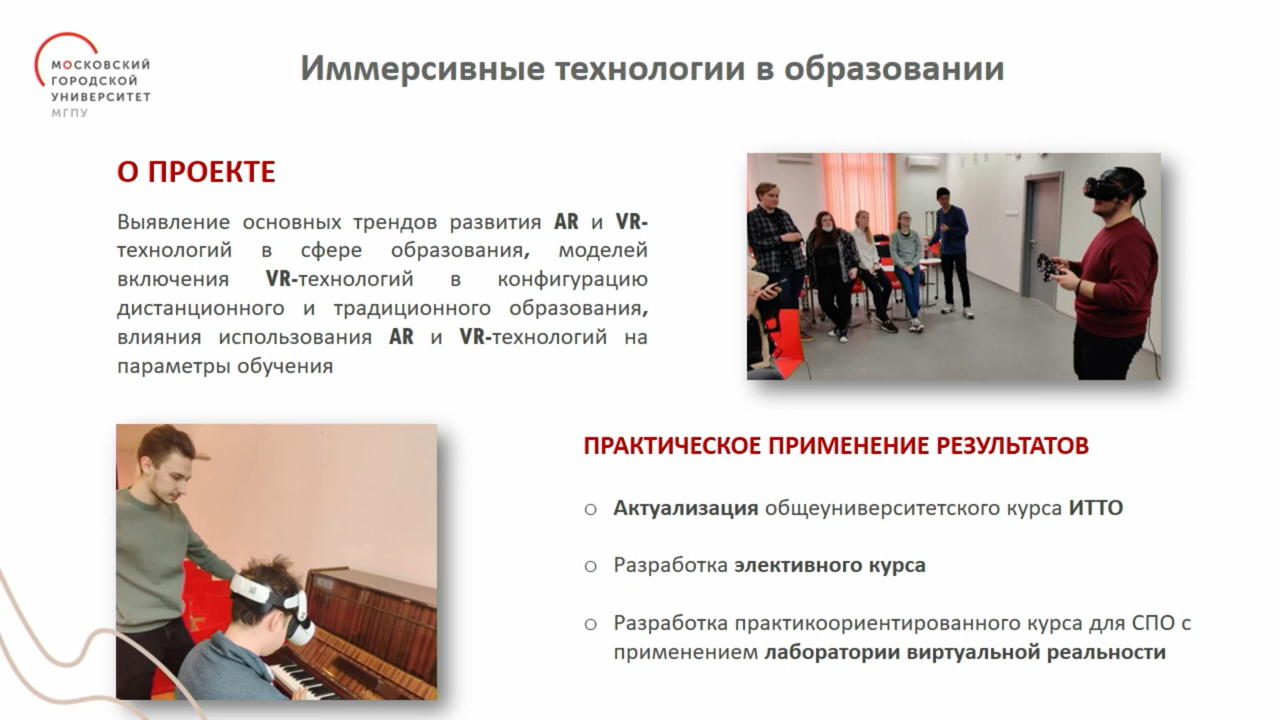 МОСКОВСКИЙ
ГОРОДСКОЙ
УНИВЕРСИТЕТ
МГПУ
Иммерсивные технологии в образовании
О ПРОЕКТЕ
Выявление основных трендов развития AR и VR-
технологий в сфере образования, моделей
включения VR-технологий в конфигурацию
дистанционного и традиционного образования,
влияния использования AR и VR-технологий на
параметры обучения
ПРАКТИЧЕСКОЕ ПРИМЕНЕНИЕ РЕЗУЛЬТАТОВ
o Актуализация общеуниверситетского курса ИТТО
o Разработка элективного курса
o Разработка практикоориентированного курса для СПО с
применением лаборатории виртуальной реальности